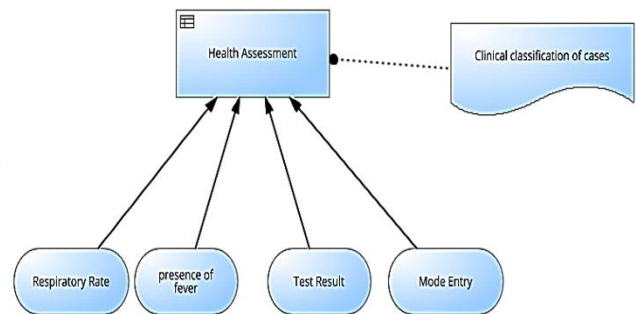 Health Assessment
Clinical classification of cases
Respiratory Rate
presence of
fever
Test Result
Mode Entry